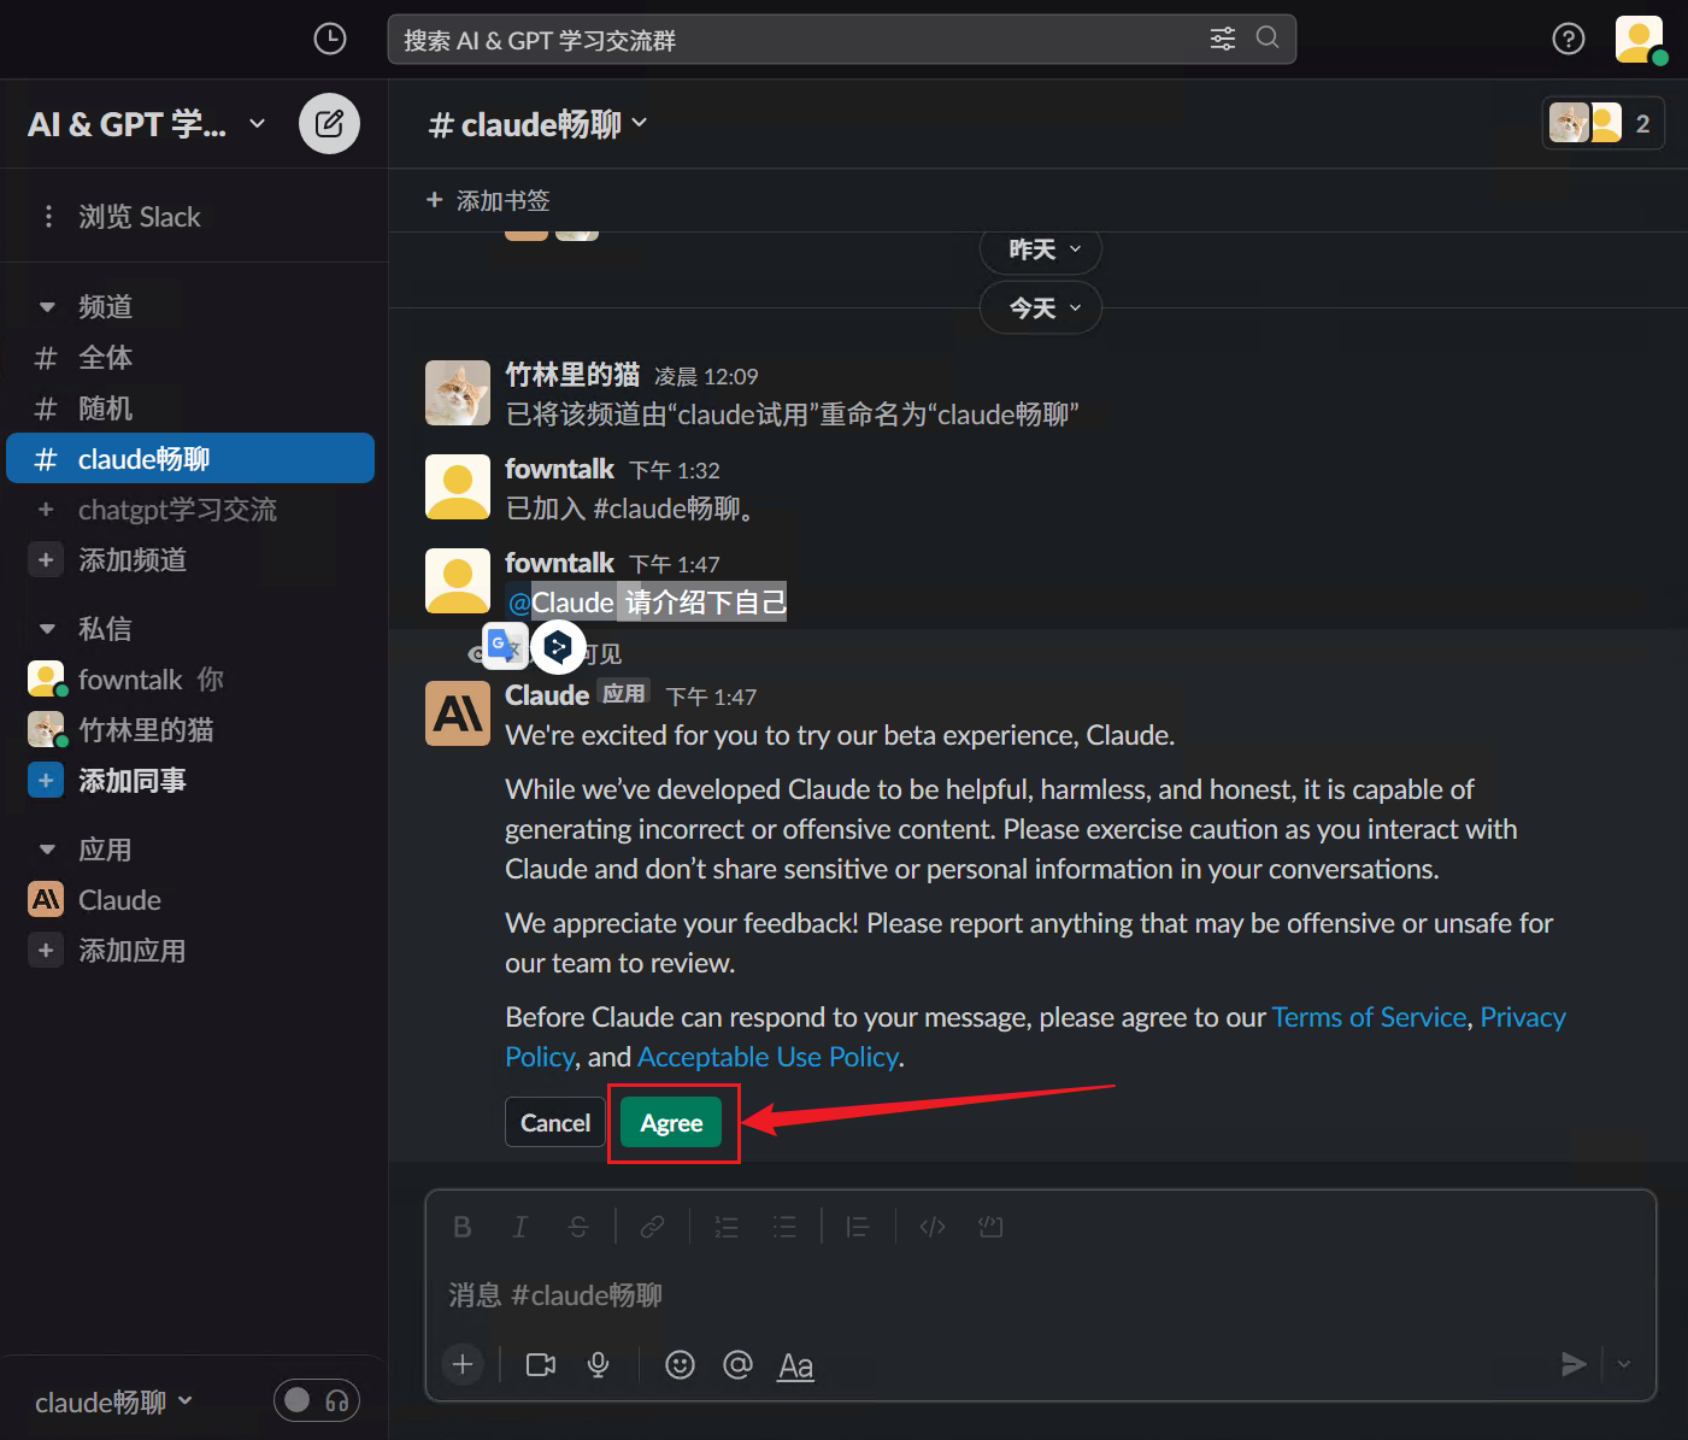 搜索 AI & GPT 学习交流群
AI & GPT 学...
浏览 Slack
频道
全体
随机
claude畅聊
chatgpt学习交流
添加频道
私信
fowntalk 你
竹林里的猫
添加同事
应用
Claude
添加应用
claude畅聊
# claude畅聊
2
添加书签
昨天
今天
竹林里的猫 凌晨 12:09
已将该频道由“claude试用”重命名为“claude畅聊”
fowntalk 下午 1:32
已加入 #claude畅聊。
fowntalk 下午 1:47
@Claude 请介绍下自己
可见
Claude 应用 下午 1:47
We're excited for you to try our beta experience, Claude.
While we’ve developed Claude to be helpful, harmless, and honest, it is capable of
generating incorrect or offensive content. Please exercise caution as you interact with
Claude and don’t share sensitive or personal information in your conversations.
We appreciate your feedback! Please report anything that may be offensive or unsafe for
our team to review.
Before Claude can respond to your message, please agree to our Terms of Service, Privacy
Policy, and Acceptable Use Policy.
Cancel Agree
消息 #claude畅聊
Aa